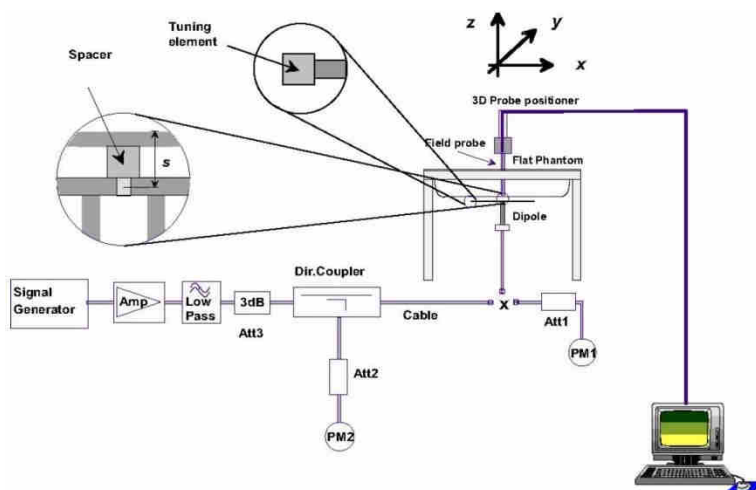 Tuning
element
Spacer
s
z
y
x
3D Probe positioner
Field probe
Flat Phantom
Dipole
Dir.Coupler
Signal
Generator
Amp
Low
Pass
3dB
Att3
Cable
x
Att1
PM1
Att2
PM2